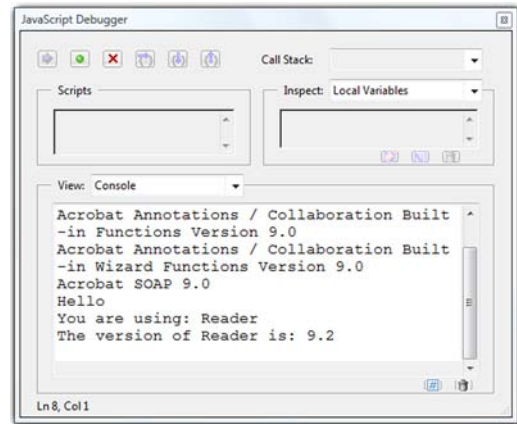 JavaScript Debugger
Call Stack:
Scripts
Inspect: Local Variables
View: Console
Acrobat Annotations / Collaboration Built
-in Functions Version 9.0
Acrobat Annotations / Collaboration Built
-in Wizard Functions Version 9.0
Acrobat SOAP 9.0
Hello
You are using: Reader
The version of Reader is: 9.2
Ln 8, Col 1